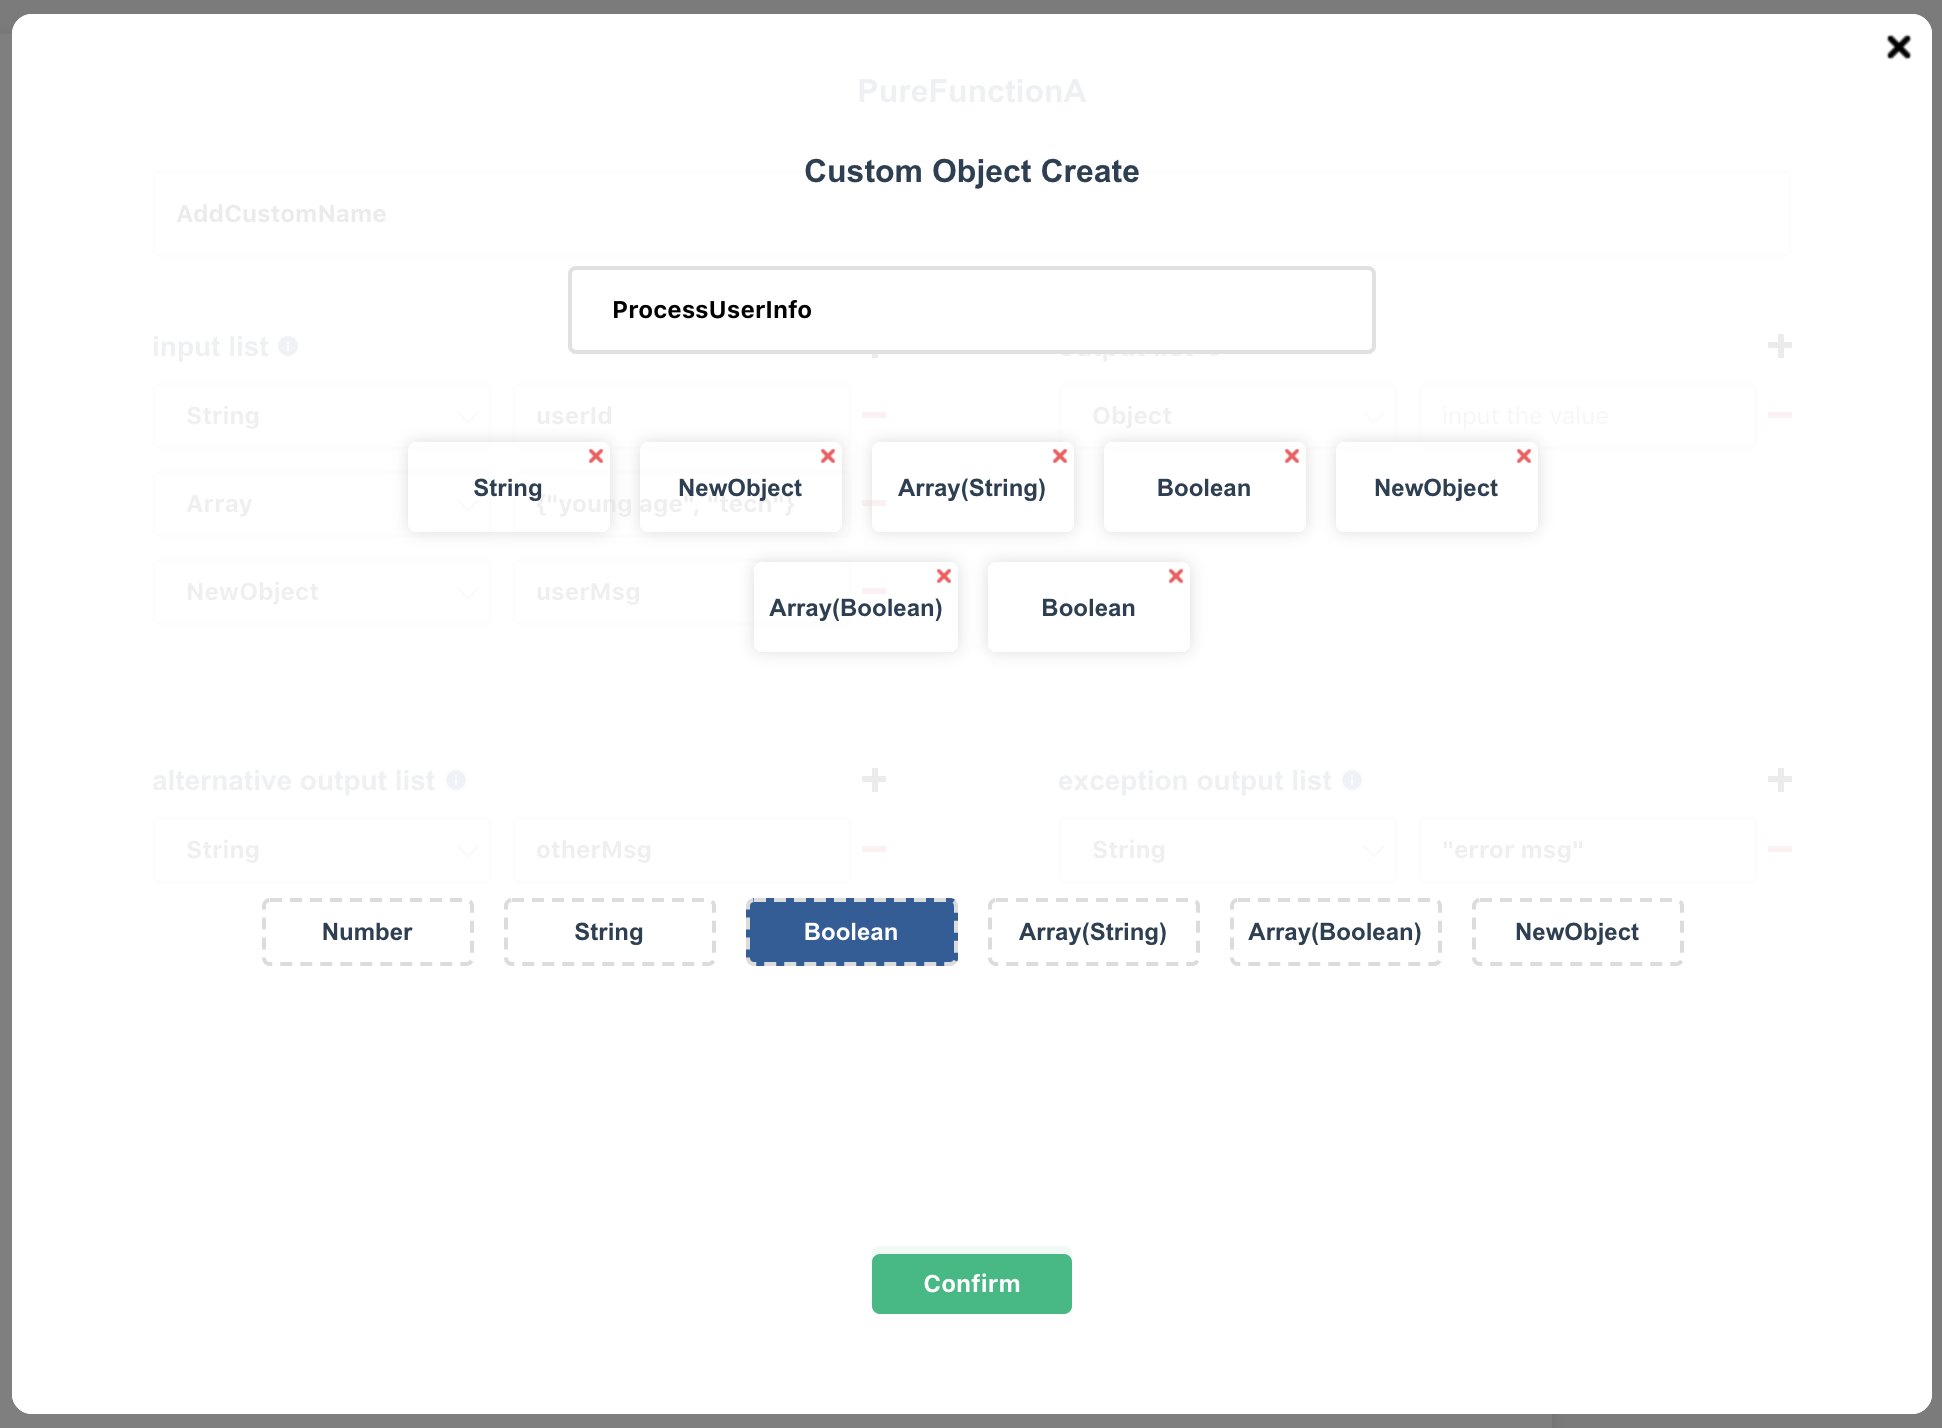 PureFunctionA
Custom Object Create
AddCustomName
ProcessUserInfo
input list
String
userId
Object
input the value
String
NewObject
Array(String)
Boolean
NewObject
Array
{"young age", "tech"}
NewObject
userMsg
Array(Boolean)
Boolean
alternative output list
exception output list
String
otherMsg
String
"error msg"
Number
String
Boolean
Array(String)
Array(Boolean)
NewObject
Confirm